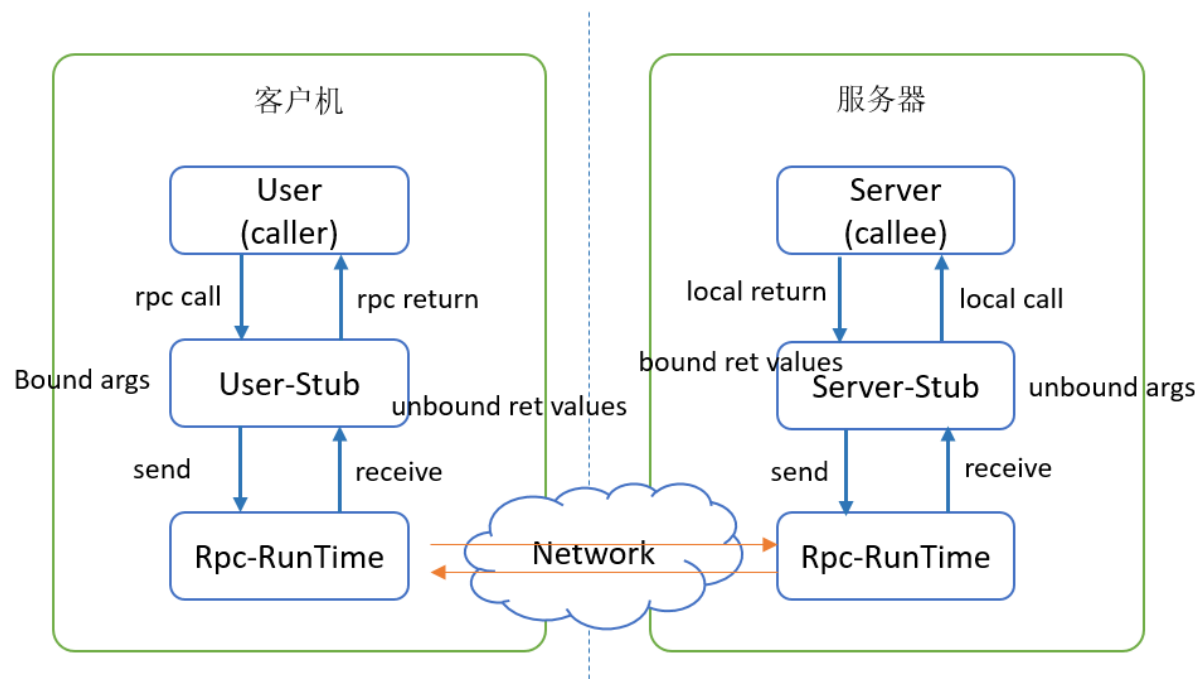 客户机
服务器
User
(caller)
Server
(callee)
rpc call
rpc return
local return
local call
Bound args
User-Stub
unbound ret values
bound ret values
Server-Stub
unbound args
send
receive
send
receive
Rpc-RunTime
Network
Rpc-RunTime